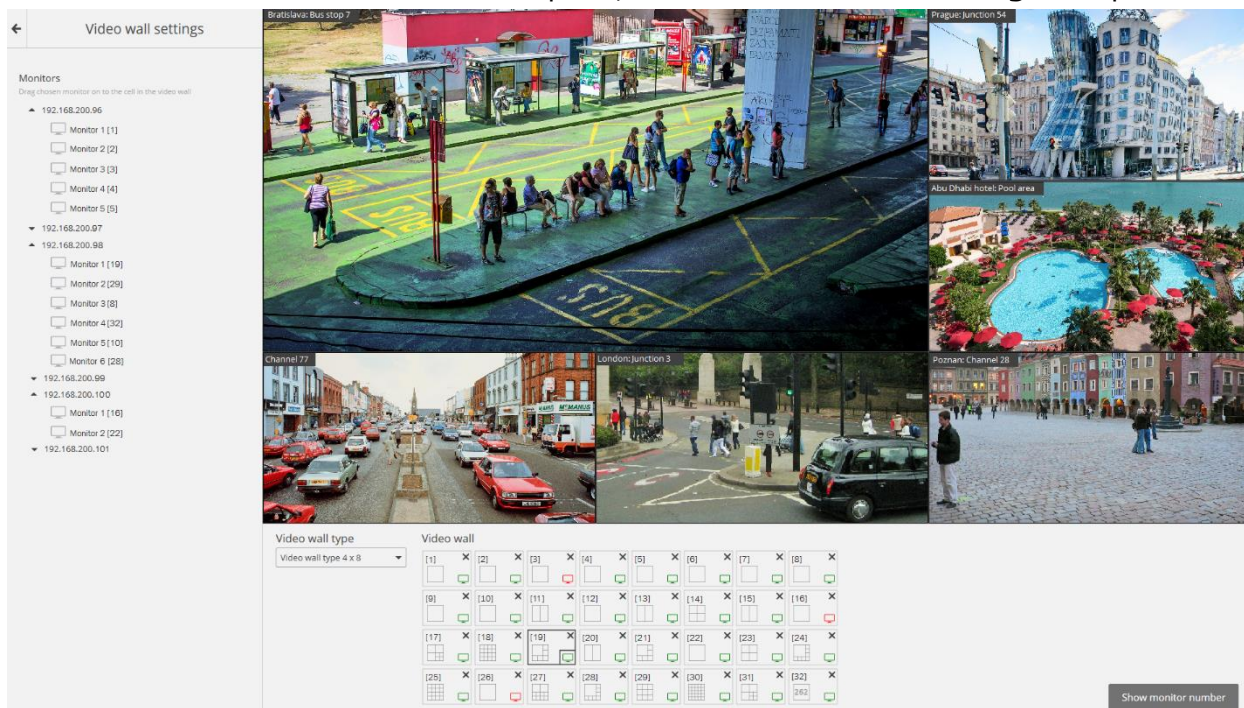 Video wall settings
Monitors
Drag chosen monitor on to the cell in the video wall
192.168.200.96
Monitor 1 [1]
Monitor 2 [2]
Monitor 3 [3]
Monitor 4 [4]
Monitor 5 [5]
192.168.200.97
192.168.200.98
Monitor 1 [19]
Monitor 2 [29]
Monitor 3 [8]
Monitor 4 [32]
Monitor 5 [10]
Monitor 6 [28]
192.168.200.99
192.168.200.100
Monitor 1 [16]
Monitor 2 [22]
192.168.200.101
Bratislava: Bus stop 7
BUS
BUS
Prague: Junction 54
Abu Dhabi hotel: Pool area
Channel 77
McMANUS
London: Junction 3
Poznan: Channel 28
Video wall type
Video wall type 4 x 8
Video wall
[1] [2] [3] [4] [5] [6] [7] [8]
[9] [10] [11] [12] [13] [14] [15] [16]
[17] [18] [19] [20] [21] [22] [23] [24]
[25] [26] [27] [28] [29] [30] [31] [32]
262
Show monitor number